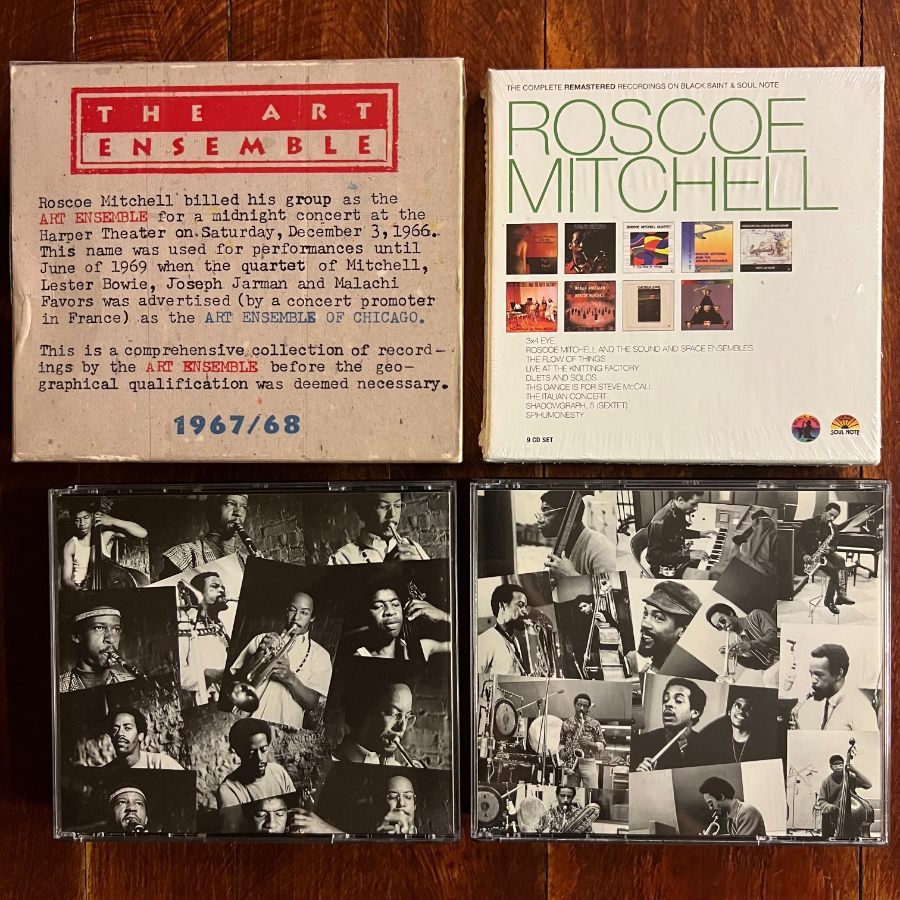 THE ART
ENSEMBLE
Roscoe Mitchell billed his group as the
ART ENSEMBLE for a midnight concert at the
Harper Theater on Saturday, December 3, 1966.
This name was used for performances until
June of 1969 when the quartet of Mitchell,
Lester Bowie, Joseph Jarman and Malachi
Favors was advertised (by a concert promoter
in France) as the ART ENSEMBLE OF CHICAGO.
This is a comprehensive collection of record-
ings by the ART ENSEMBLE before the geo-
graphical qualification was deemed necessary.
1967/68
THE COMPLETE REMASTERED RECORDINGS ON BLACK SAINT & SOUL NOTE
ROSCOE
MITCHELL
3x4 EYE
ROSCOE MITCHELL AND THE SOUND AND SPACE ENSEMBLES
THE FLOW OF THINGS
LIVE AT THE KNITTING FACTORY
DUETS AND SOLOS
THIS DANCE IS FOR STEVE McCALL
THE ITALIAN CONCERT
SHADOWGRAPH, 5 (SEXTET)
SPIHUMONESTY
9 CD SET
SOUL NOTE